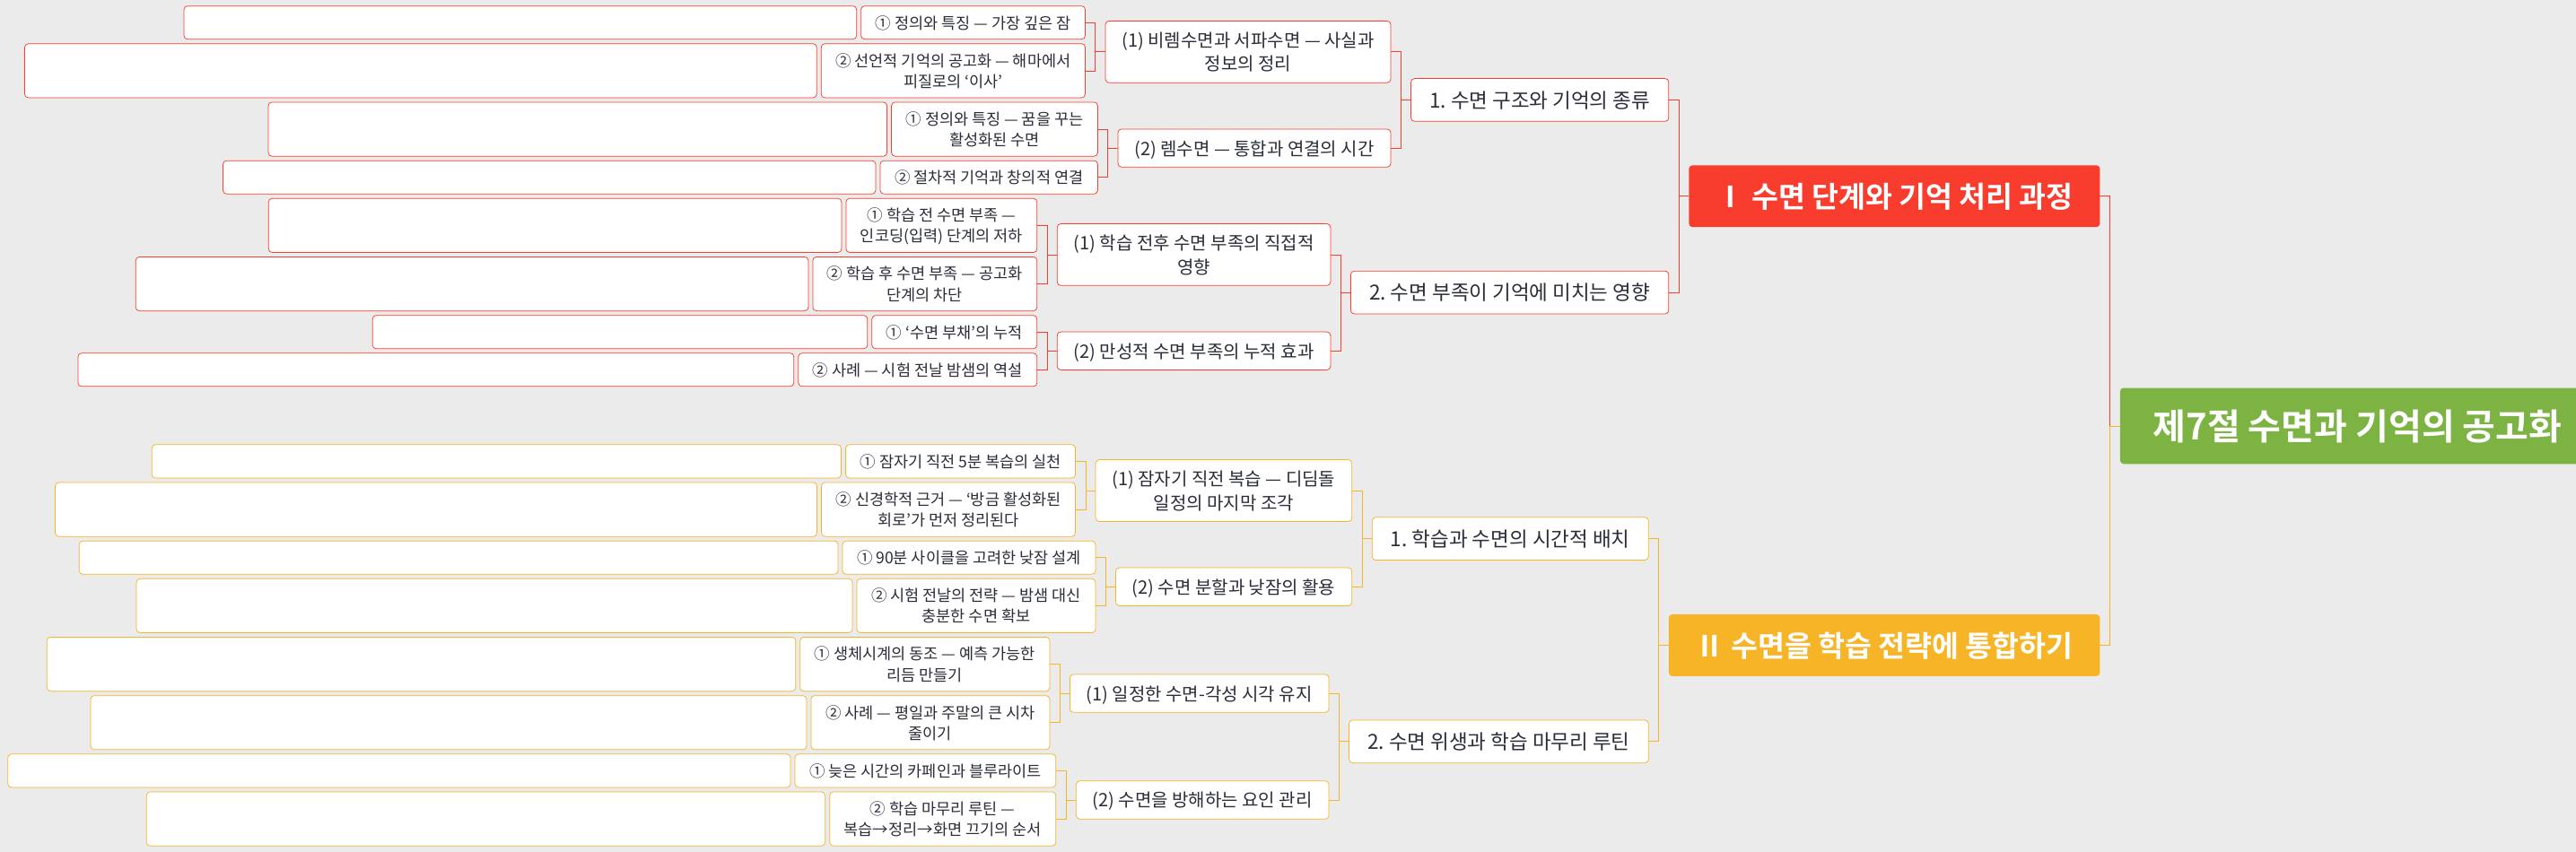 제7절 수면과 기억의 공고화
Ⅰ 수면 단계와 기억 처리 과정
1. 수면 구조와 기억의 종류
(1) 비렘수면과 서파수면 — 사실과
정보의 정리
① 정의와 특징 — 가장 깊은 잠
② 선언적 기억의 공고화 — 해마에서
피질로의 ‘이사’
(2) 렘수면 — 통합과 연결의 시간
① 정의와 특징 — 꿈을 꾸는
활성화된 수면
② 절차적 기억과 창의적 연결
2. 수면 부족이 기억에 미치는 영향
(1) 학습 전후 수면 부족의 직접적
영향
① 학습 전 수면 부족 —
인코딩(입력) 단계의 저하
② 학습 후 수면 부족 — 공고화
단계의 차단
(2) 만성적 수면 부족의 누적 효과
① ‘수면 부채’의 누적
② 사례 — 시험 전날 밤샘의 역설
Ⅱ 수면을 학습 전략에 통합하기
1. 학습과 수면의 시간적 배치
(1) 잠자기 직전 복습 — 디딤돌
일정의 마지막 조각
① 잠자기 직전 5분 복습의 실천
② 신경학적 근거 — ‘방금 활성화된
회로’가 먼저 정리된다
(2) 수면 분할과 낮잠의 활용
① 90분 사이클을 고려한 낮잠 설계
② 시험 전날의 전략 — 밤샘 대신
충분한 수면 확보
2. 수면 위생과 학습 마무리 루틴
(1) 일정한 수면-각성 시각 유지
① 생체시계의 동조 — 예측 가능한
리듬 만들기
② 사례 — 평일과 주말의 큰 시차
줄이기
(2) 수면을 방해하는 요인 관리
① 늦은 시간의 카페인과 블루라이트
② 학습 마무리 루틴 —
복습→정리→화면 끄기의 순서